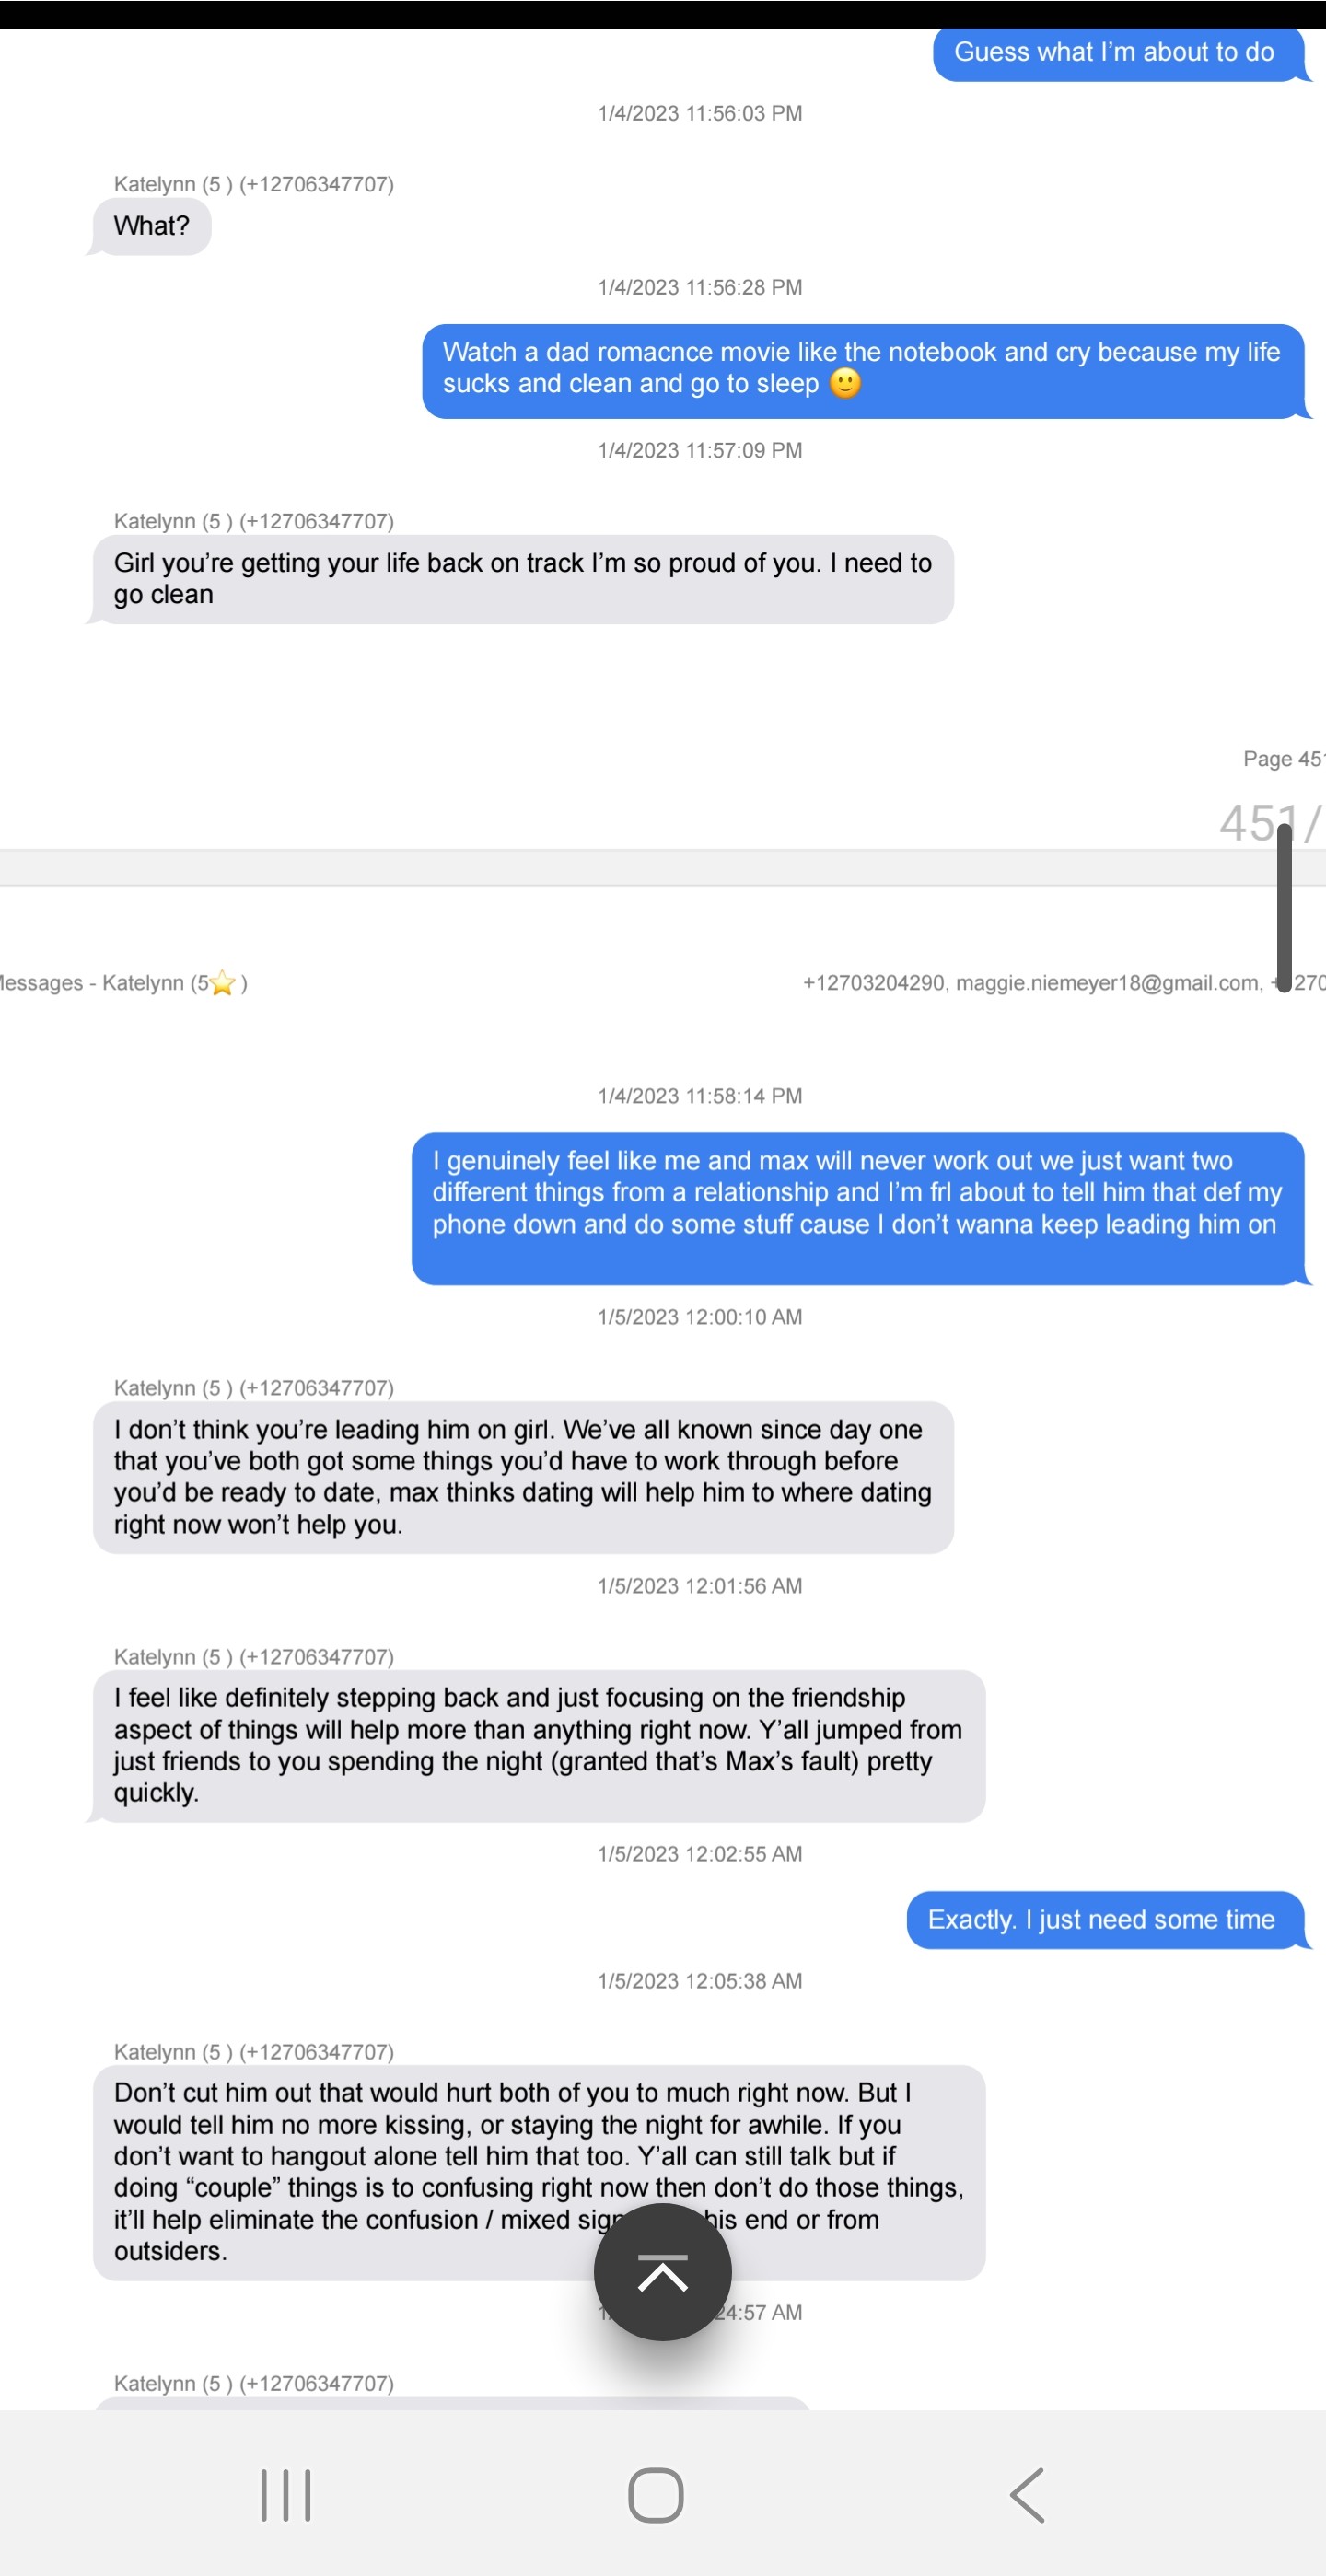 Guess what I'm about to do
1/4/2023 11:56:03 PM
Katelynn (5 ) (+12706347707)
What?
1/4/2023 11:56:28 PM
Watch a dad romacnce movie like the notebook and cry because my life
sucks and clean and go to sleep 🙂
1/4/2023 11:57:09 PM
Katelynn (5 ) (+12706347707)
Girl you're getting your life back on track I'm so proud of you. I need to
go clean
Page 451
451/
Messages - Katelynn (5⭐ )
+12703204290, maggie.niemeyer18@gmail.com, +1270
1/4/2023 11:58:14 PM
I genuinely feel like me and max will never work out we just want two
different things from a relationship and I'm frl about to tell him that def my
phone down and do some stuff cause I don't wanna keep leading him on
1/5/2023 12:00:10 AM
Katelynn (5 ) (+12706347707)
I don't think you're leading him on girl. We've all known since day one
that you've both got some things you'd have to work through before
you'd be ready to date, max thinks dating will help him to where dating
right now won't help you.
1/5/2023 12:01:56 AM
Katelynn (5 ) (+12706347707)
I feel like definitely stepping back and just focusing on the friendship
aspect of things will help more than anything right now. Y'all jumped from
just friends to you spending the night (granted that's Max's fault) pretty
quickly.
1/5/2023 12:02:55 AM
Exactly. I just need some time
1/5/2023 12:05:38 AM
Katelynn (5 ) (+12706347707)
Don't cut him out that would hurt both of you to much right now. But I
would tell him no more kissing, or staying the night for awhile. If you
don't want to hangout alone tell him that too. Y'all can still talk but if
doing "couple" things is to confusing right now then don't do those things,
it'll help eliminate the confusion / mixed his end or from
outsiders.
24:57 AM
Katelynn (5 ) (+12706347707)